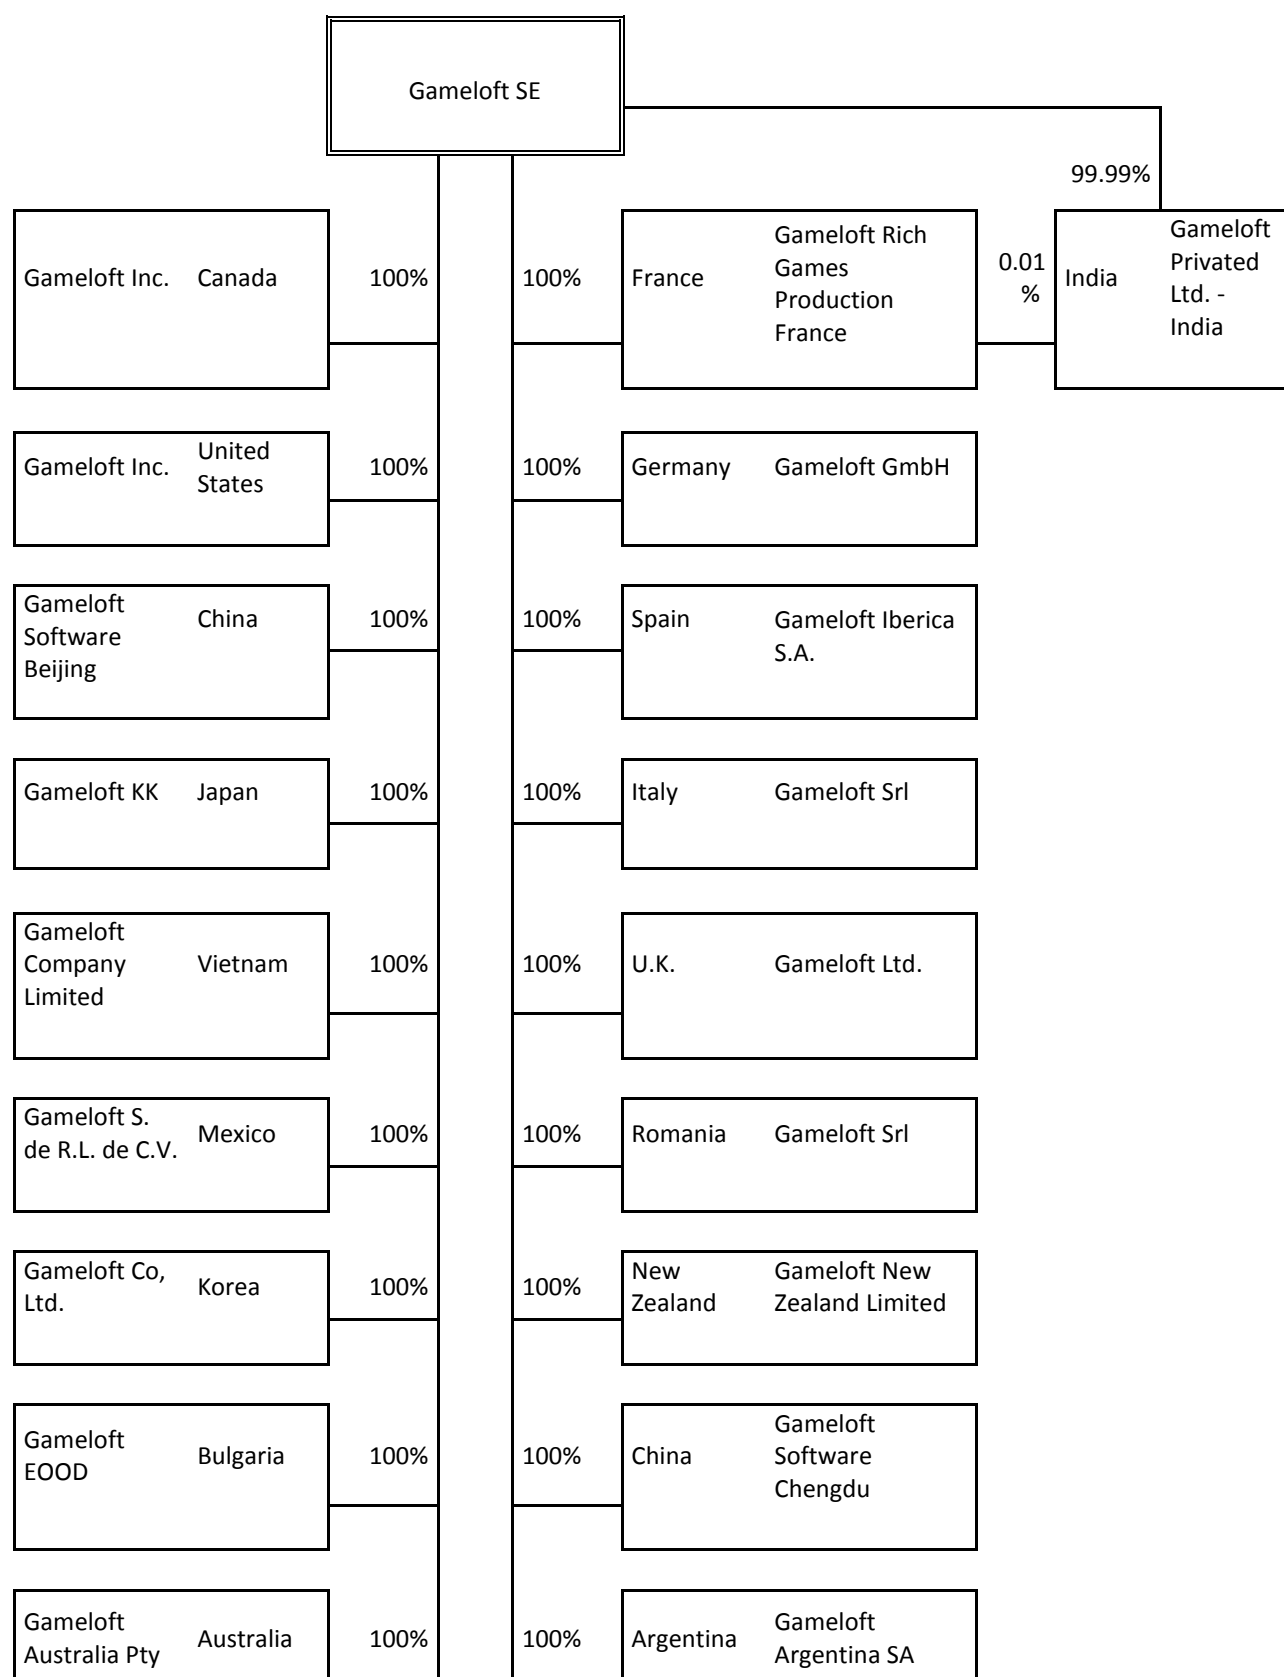 Gameloft SE
99.99%
Gameloft Inc.
Canada
100%
100%
France
Gameloft Rich
Games
Production
France
0.01
%
India
Gameloft
Privated
Ltd. -
India
Gameloft Inc.
United
States
100%
100%
Germany
Gameloft GmbH
Gameloft
Software
Beijing
China
100%
100%
Spain
Gameloft Iberica
S.A.
Gameloft KK
Japan
100%
100%
Italy
Gameloft Srl
Gameloft
Company
Limited
Vietnam
100%
100%
U.K.
Gameloft Ltd.
Gameloft S.
de R.L. de C.V.
Mexico
100%
100%
Romania
Gameloft Srl
Gameloft Co,
Ltd.
Korea
100%
100%
New
Zealand
Gameloft New
Zealand Limited
Gameloft
EOOD
Bulgaria
100%
100%
China
Gameloft
Software
Chengdu
Gameloft
Australia Pty
Australia
100%
100%
Argentina
Gameloft
Argentina SA